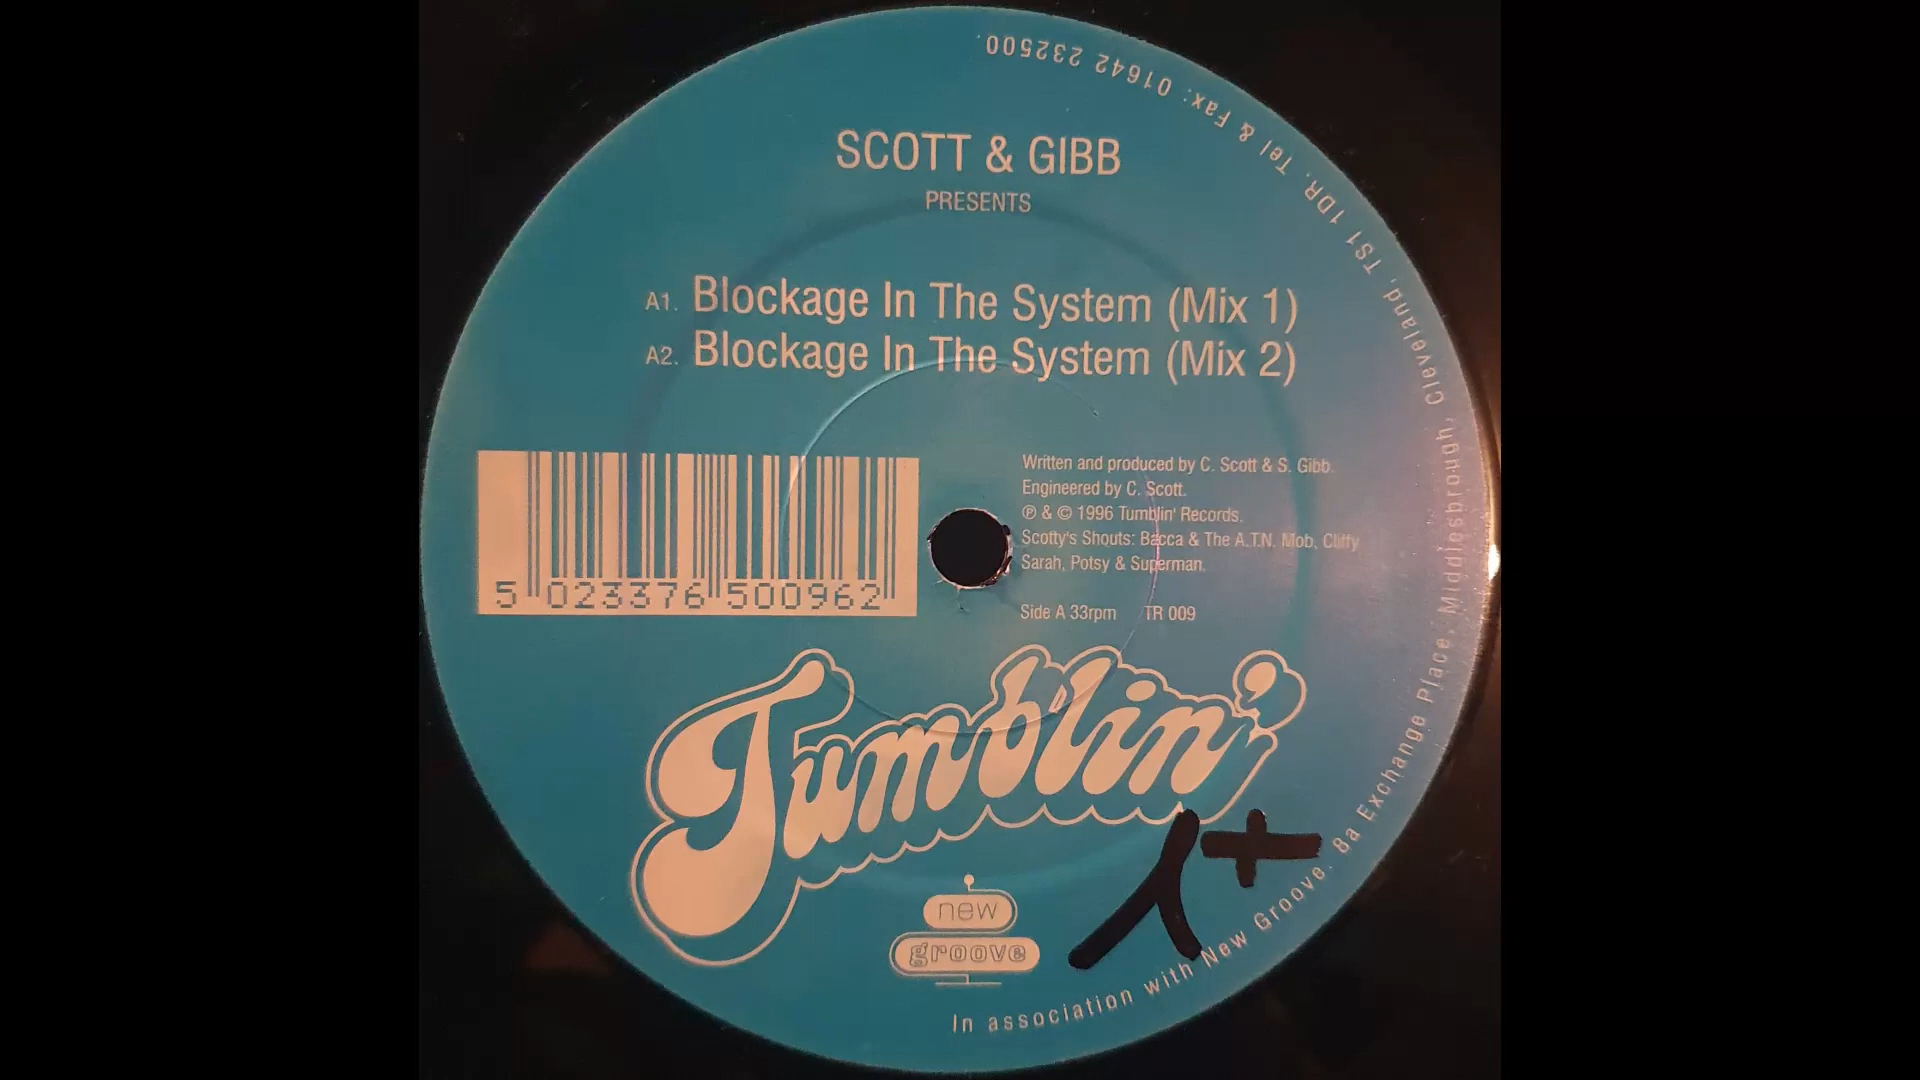 SCOTT & GIBB
PRESENTS
A1. Blockage In The System (Mix 1)
A2. Blockage In The System (Mix 2)
5 023376 500962
Written and produced by C. Scott & S. Gibb.
Engineered by C. Scott.
℗ & © 1996 Tumblin' Records.
Scotty's Shouts: Bacca & The A.T.N. Mob, Cliffy
Sarah, Potsy & Superman.
Side A 33rpm TR 009
Tumblin'
new
groove
In association with New Groove. 8a Exchange Place, Middlesbrough, Cleveland, TS1 1DR. Tel & Fax: 01642 232500.